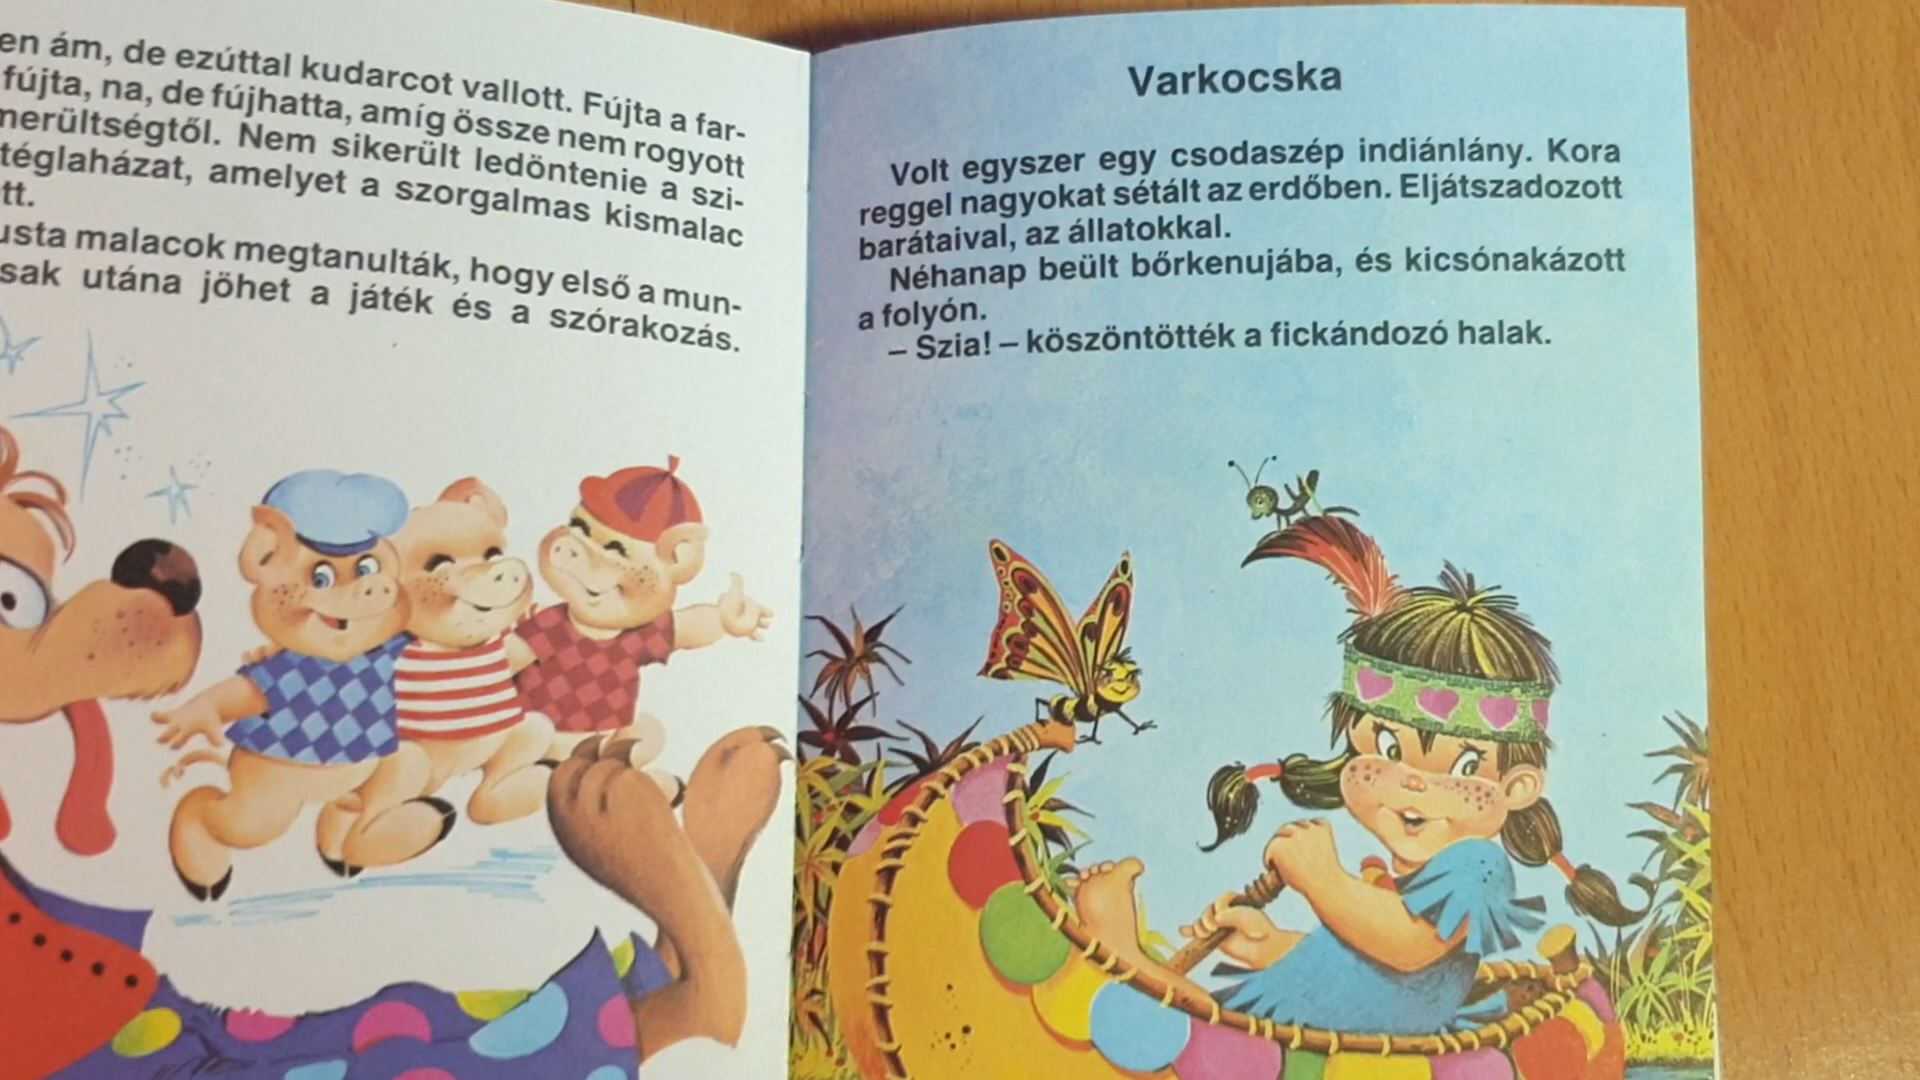 en ám, de ezúttal kudarcot vallott. Fújta a far-
fújta, na, de fújhatta, amíg össze nem rogyott
merültségtől. Nem sikerült ledöntenie a szi-
téglaházat, amelyet a szorgalmas kismalac
tt.
usta malacok megtanulták, hogy első a mun-
sak utána jöhet a játék és a szórakozás.
Varkocska
Volt egyszer egy csodaszép indiánlány. Kora
reggel nagyokat sétált az erdőben. Eljátszadozott
barátaival, az állatokkal.
Néhanap beült bőrkenujába, és kicsónakázott
a folyón.
– Szia! – köszöntötték a fickándozó halak.